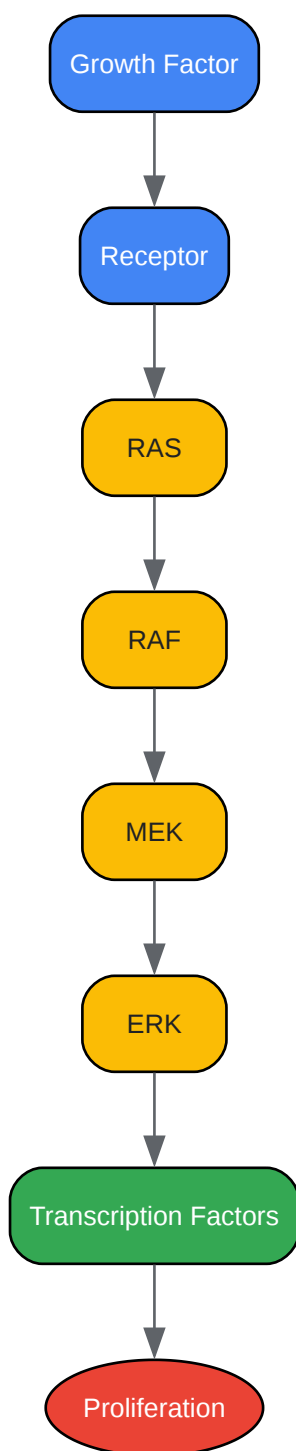 Growth Factor
Receptor
RAS
RAF
MEK
ERK
Transcription Factors
Proliferation